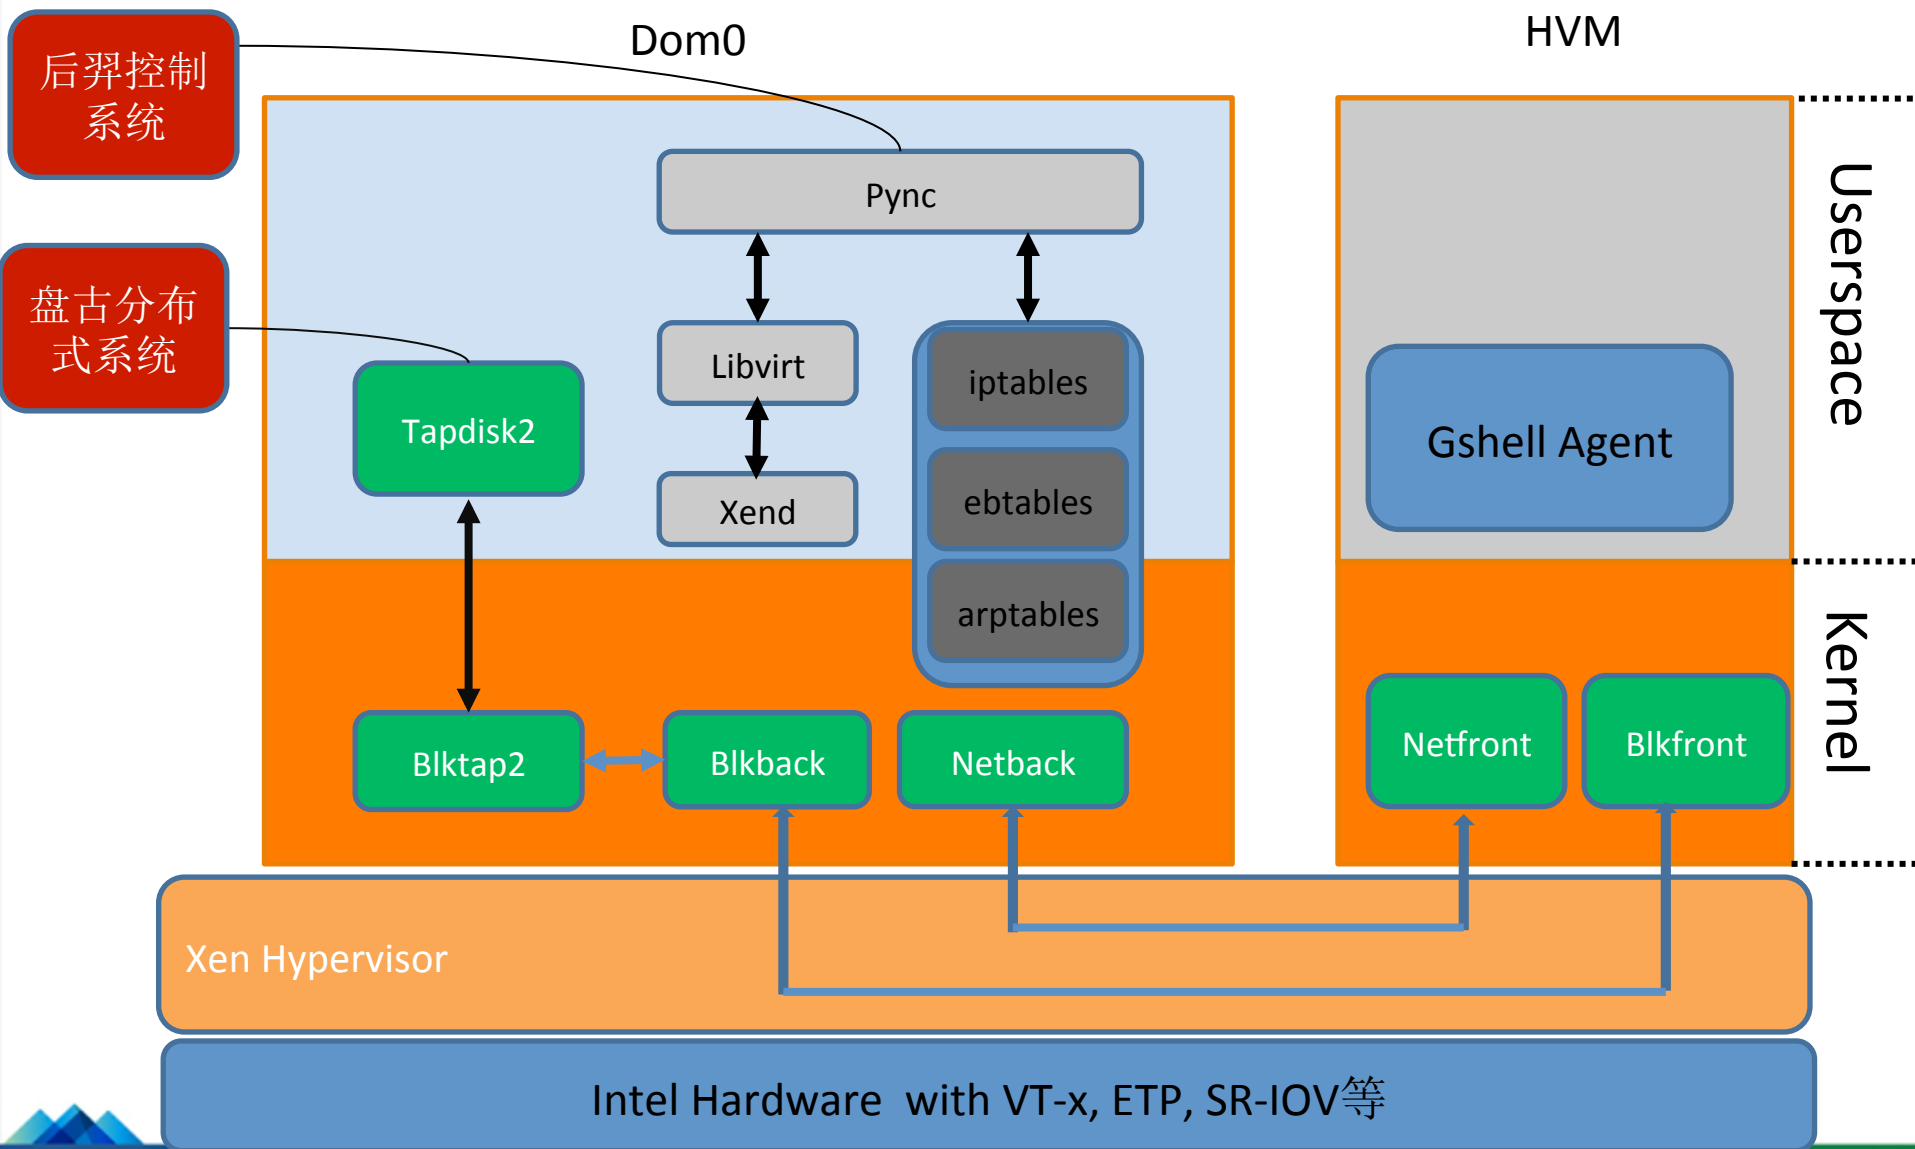 Dom0
HVM
后羿控制
系统
Pync
Userspace
盘古分布
式系统
Libvirt
iptables
Tapdisk2
Gshell Agent
Xend
ebtables
arptables
Kernel
Blktap2
Blkback
Netback
Netfront
Blkfront
Xen Hypervisor
Intel Hardware  with VT-x, ETP, SR-IOV等